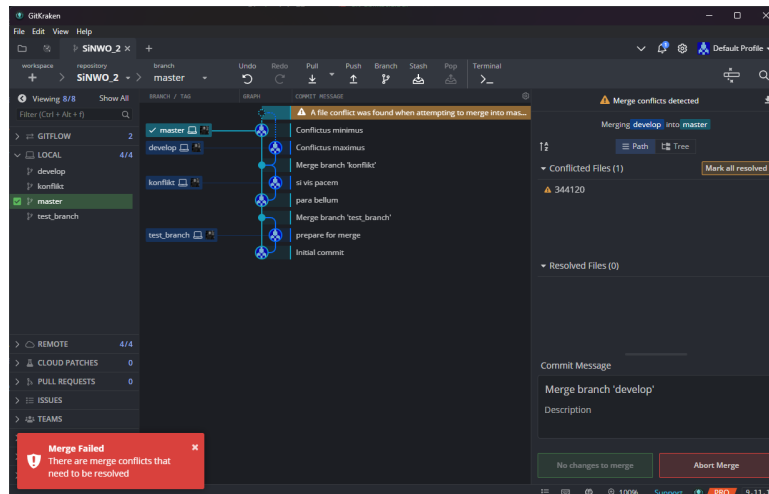 GitKraken
File Edit View Help
SiNWO_2 ×
Default Profile
workspace repository branch Undo Redo Pull Push Branch Stash Pop Terminal
SiNWO_2 master
Viewing 8/8 Show All
BRANCH / TAG GRAPH COMMIT MESSAGE
Filter (Ctrl + Alt + f)
GITFLOW 2
LOCAL 4/4
develop
konflikt
master
test_branch
REMOTE 4/4
CLOUD PATCHES 0
PULL REQUESTS 0
ISSUES
TEAMS
A file conflict was found when attempting to merge into mas...
master Conflictus minimus
develop Conflictus maximus
Merge branch 'konflikt'
konflikt si vis pacem
para bellum
Merge branch 'test_branch'
test_branch prepare for merge
Initial commit
Merge conflicts detected
Merging develop into master
Path Tree
Conflicted Files (1) Mark all resolved
344120
Resolved Files (0)
Commit Message
Merge branch 'develop'
Description
No changes to merge Abort Merge
Merge Failed
There are merge conflicts that
need to be resolved
100% Support PRO 9.11.1